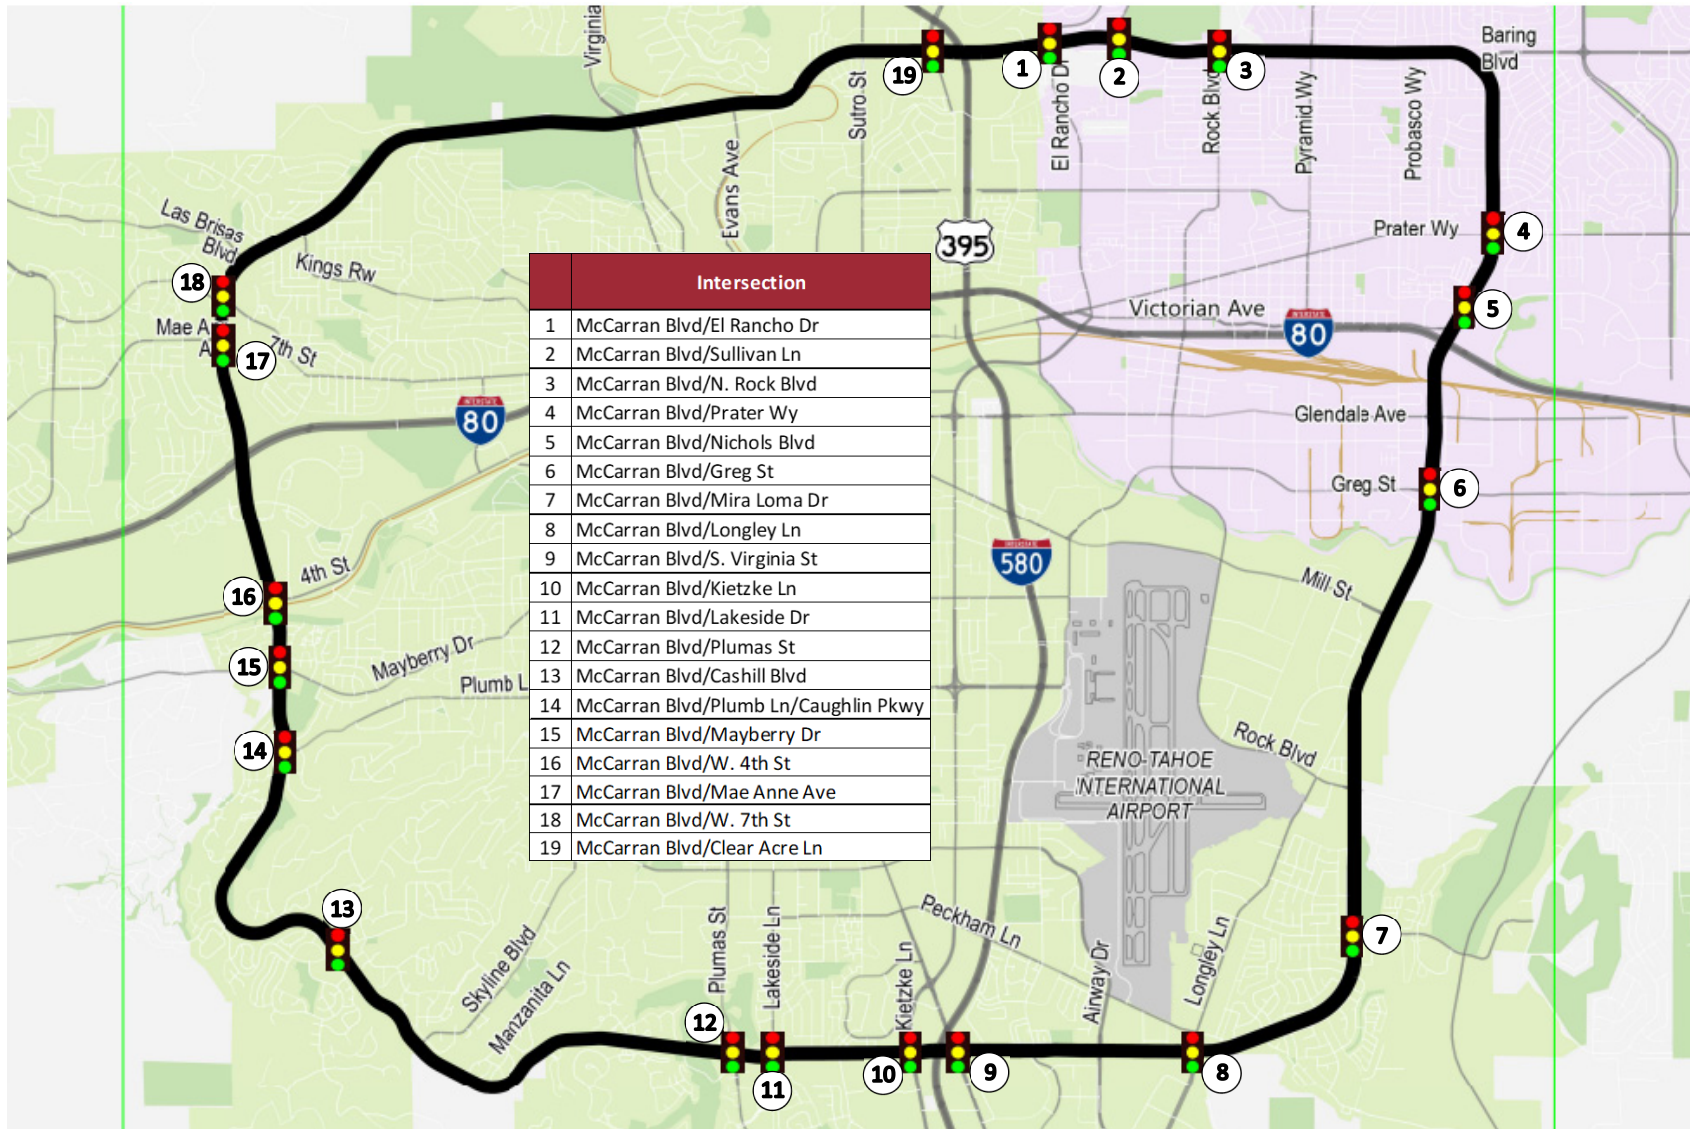 Virginia
Baring
Blvd
19
1
2
3
Sutro St
El Rancho Dr
Rock Blvd
Pyramid Wy
Probasco Wy
Evans Ave
Las Brisas
Blvd
Kings Rw
395
Prater Wy
4
18
Mae A
A
17
7th St
Victorian Ave
INTERSTATE
80
5
INTERSTATE
80
Glendale Ave
Greg St
6
Intersection
1 McCarran Blvd/El Rancho Dr
2 McCarran Blvd/Sullivan Ln
3 McCarran Blvd/N. Rock Blvd
4 McCarran Blvd/Prater Wy
5 McCarran Blvd/Nichols Blvd
6 McCarran Blvd/Greg St
7 McCarran Blvd/Mira Loma Dr
8 McCarran Blvd/Longley Ln
9 McCarran Blvd/S. Virginia St
10 McCarran Blvd/Kietzke Ln
11 McCarran Blvd/Lakeside Dr
12 McCarran Blvd/Plumas St
13 McCarran Blvd/Cashill Blvd
14 McCarran Blvd/Plumb Ln/Caughlin Pkwy
15 McCarran Blvd/Mayberry Dr
16 McCarran Blvd/W. 4th St
17 McCarran Blvd/Mae Anne Ave
18 McCarran Blvd/W. 7th St
19 McCarran Blvd/Clear Acre Ln
INTERSTATE
580
Mill St
16
4th St
15
Mayberry Dr
Plumb L
14
Rock Blvd
RENO-TAHOE
INTERNATIONAL
AIRPORT
13
Skyline Blvd
Manzanita Ln
Plumas St
Lakeside Ln
Kietzke Ln
Peckham Ln
Airway Dr
Longley Ln
7
12
11
10
9
8